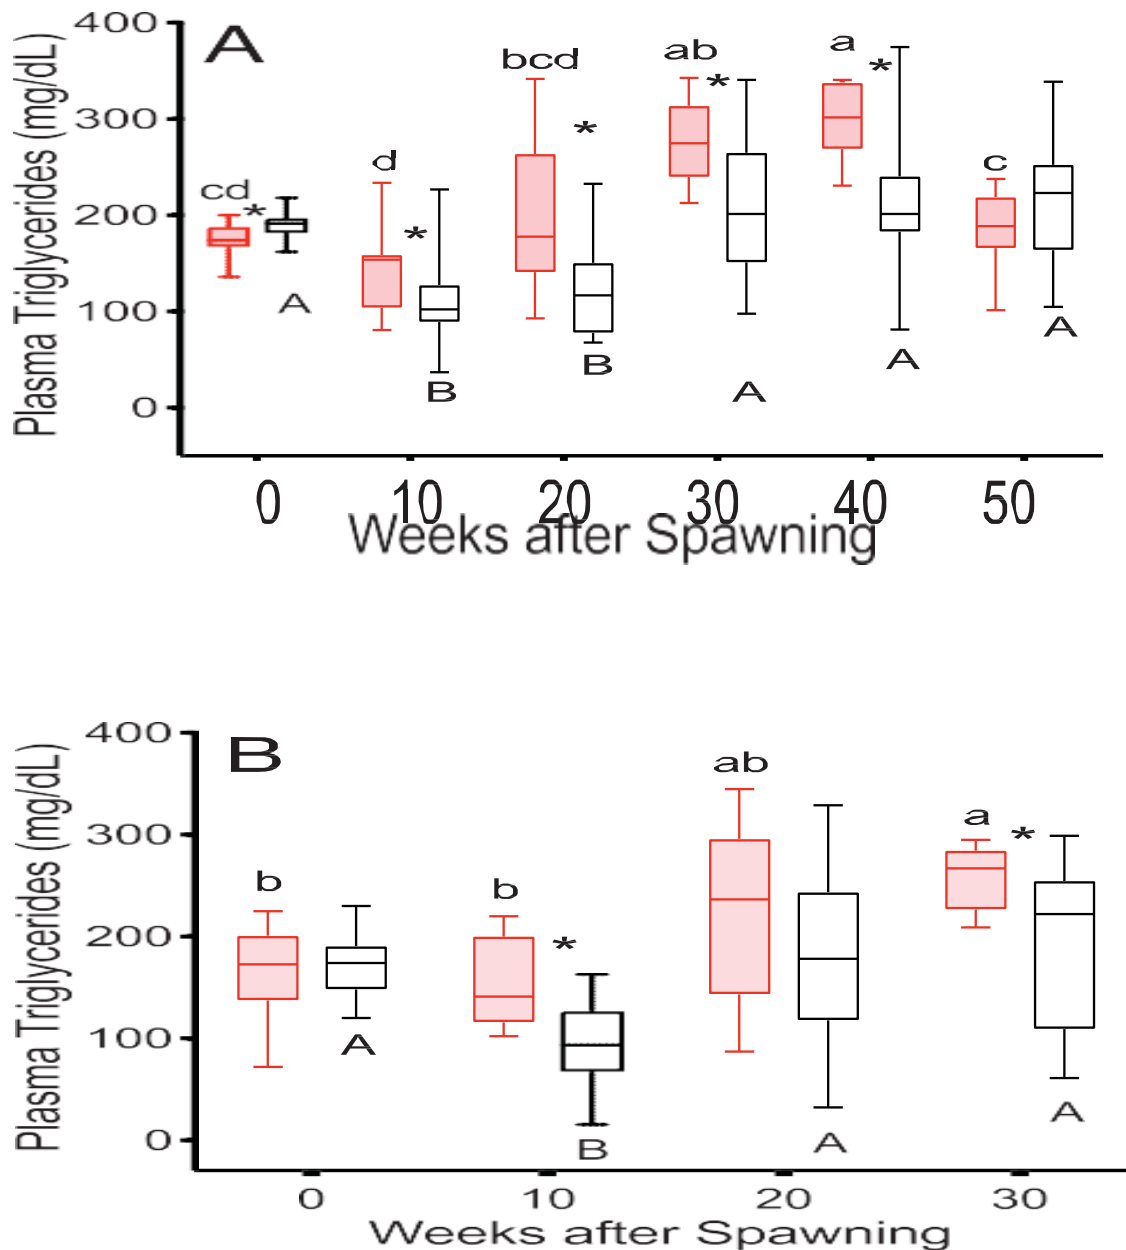 A
Plasma Triglycerides (mg/dL)
400
300
200
100
0
cd
*
A
d
*
B
bcd
*
B
ab
*
A
a
*
A
c
A
0 10 20 30 40 50
Weeks after Spawning
B
Plasma Triglycerides (mg/dL)
400
300
200
100
0
b
A
b
*
B
ab
A
a
*
A
0 10 20 30
Weeks after Spawning